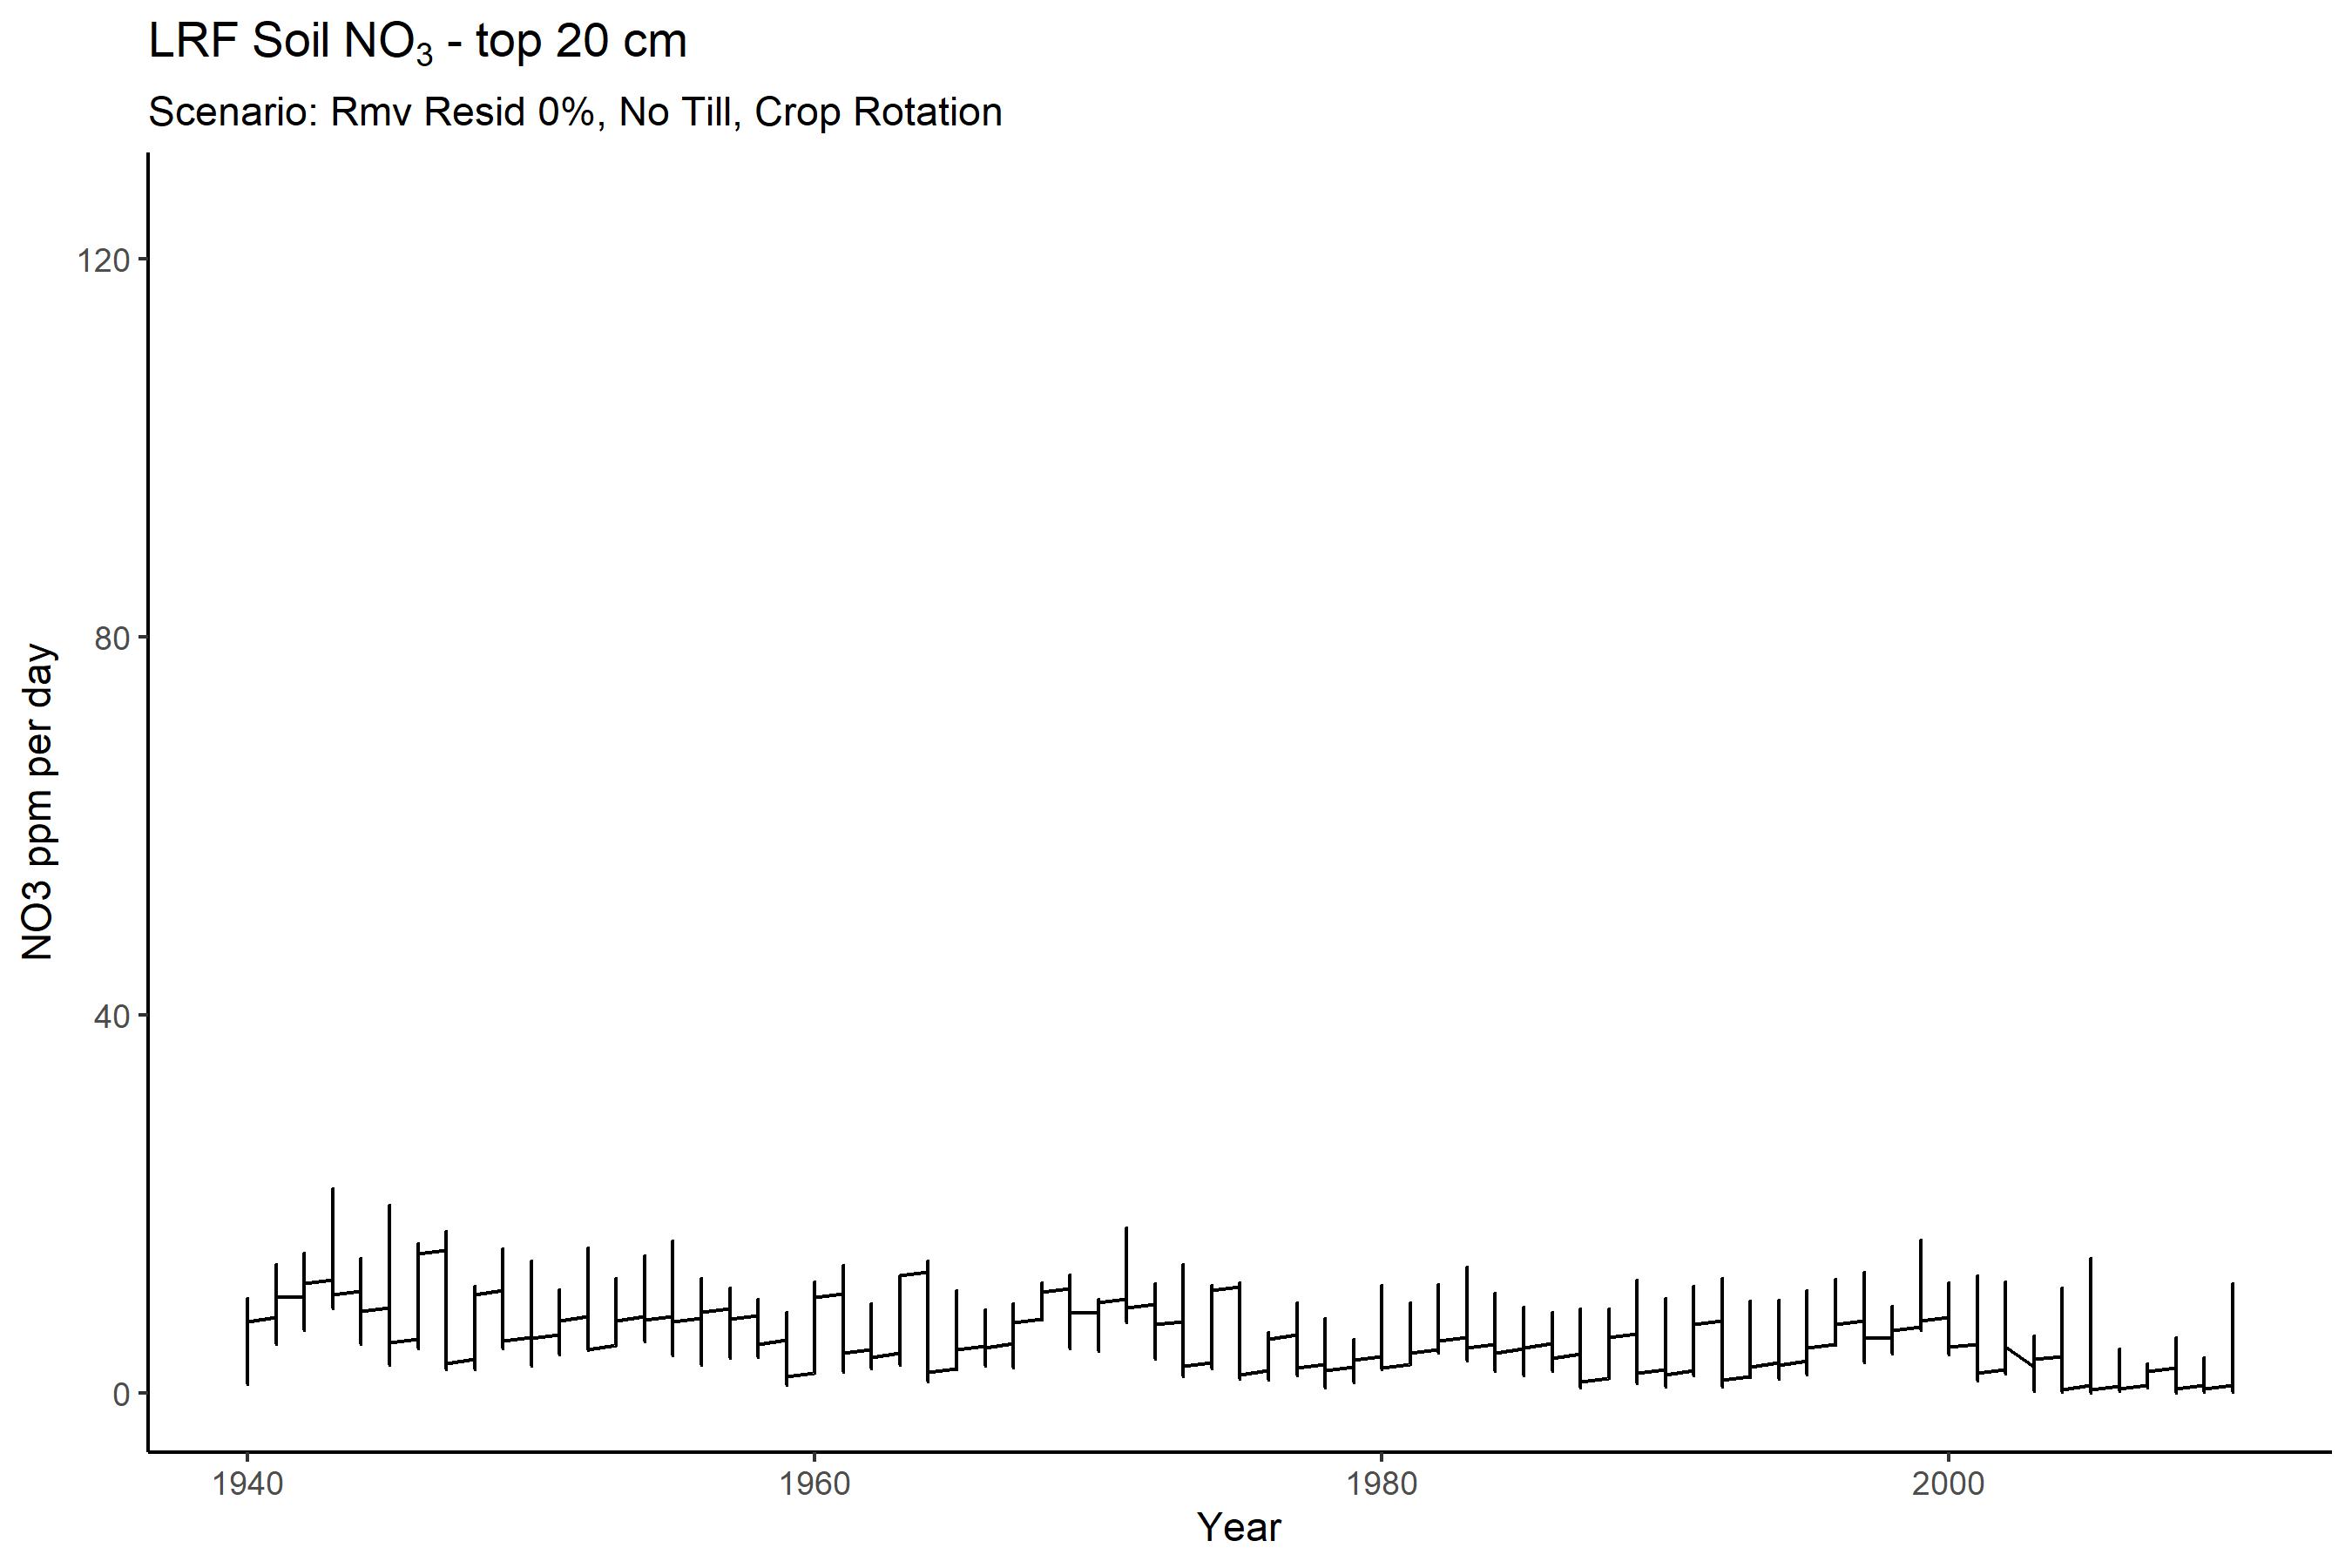 LRF Soil NO₃ - top 20 cm
Scenario: Rmv Resid 0%, No Till, Crop Rotation
120
80
40
0
NO3 ppm per day
1940 1960 1980 2000
Year